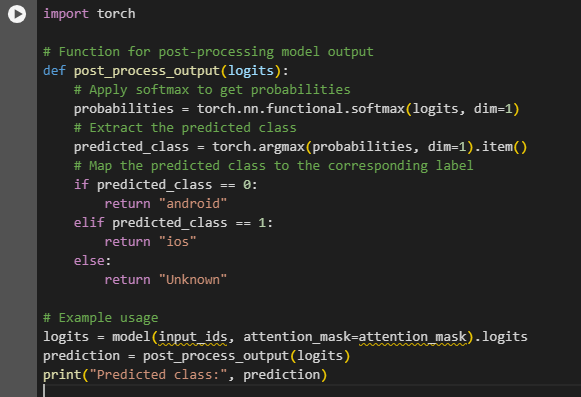 import torch

# Function for post-processing model output
def post_process_output(logits):
    # Apply softmax to get probabilities
    probabilities = torch.nn.functional.softmax(logits, dim=1)
    # Extract the predicted class
    predicted_class = torch.argmax(probabilities, dim=1).item()
    # Map the predicted class to the corresponding label
    if predicted_class == 0:
        return "android"
    elif predicted_class == 1:
        return "ios"
    else:
        return "Unknown"

# Example usage
logits = model(input_ids, attention_mask=attention_mask).logits
prediction = post_process_output(logits)
print("Predicted class:", prediction)